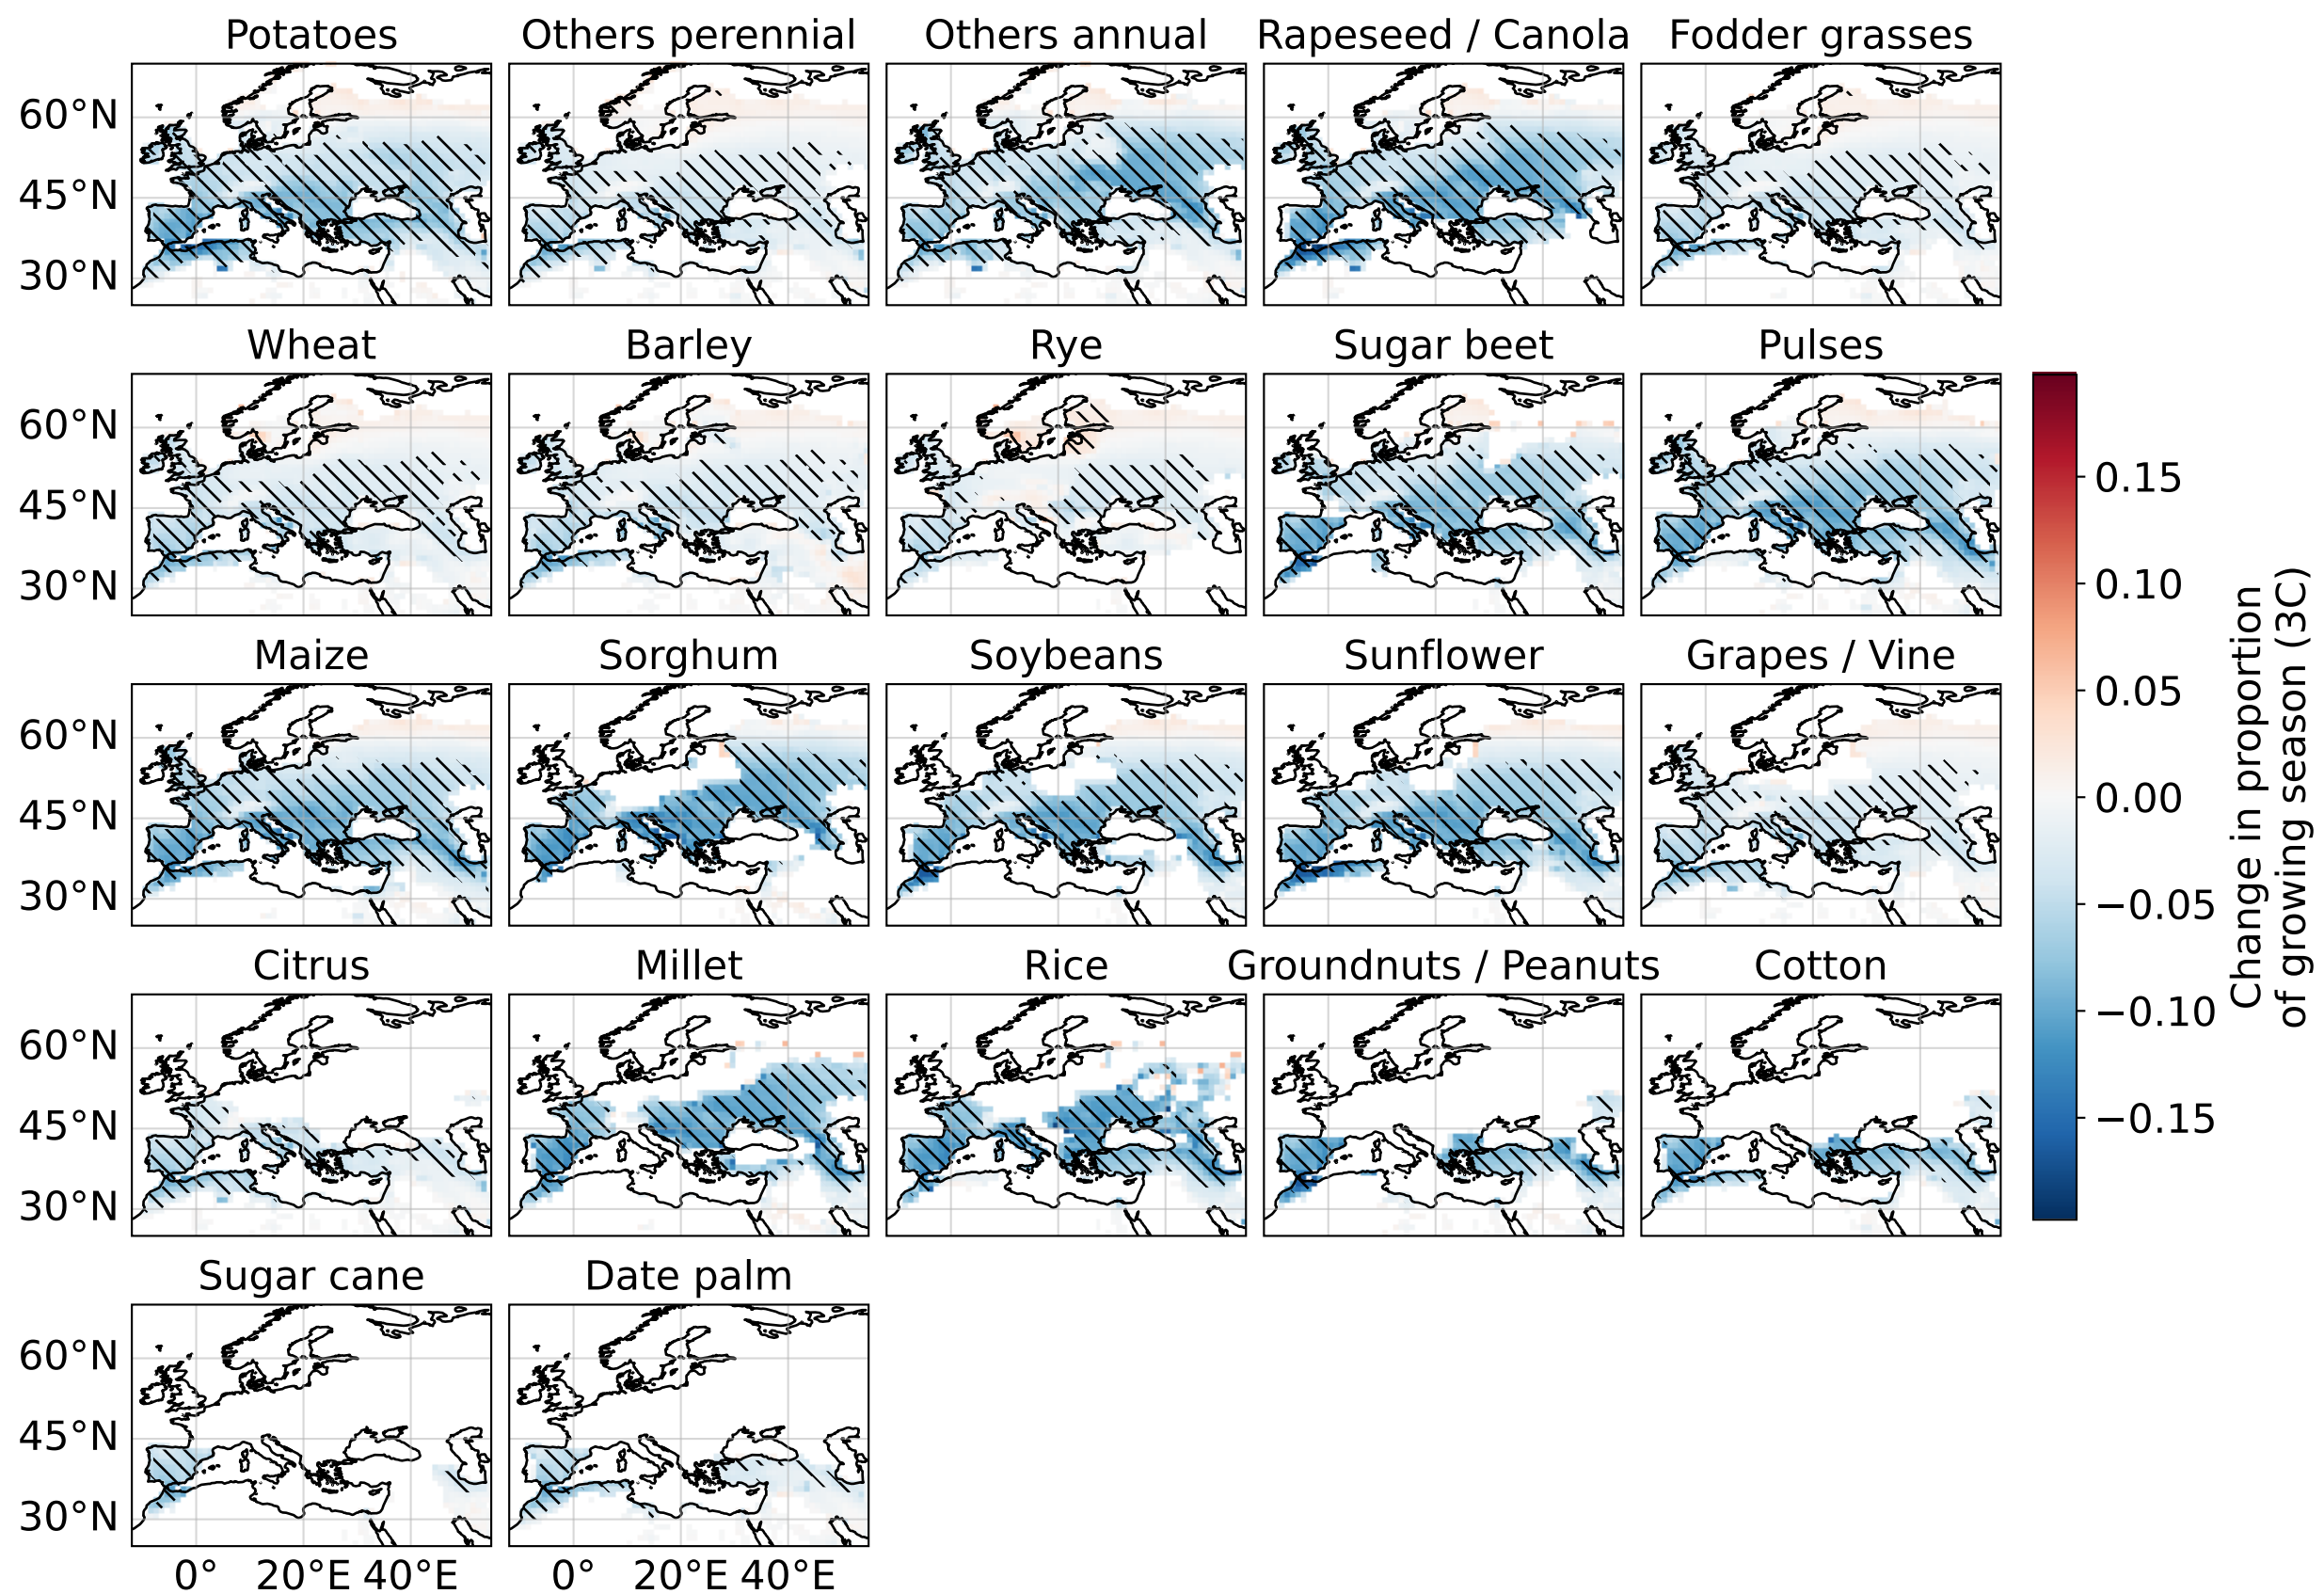 Potatoes
Others perennial
Others annual
Rapeseed / Canola
Fodder grasses
60°N
45°N
30°N
Wheat
Barley
Rye
Sugar beet
Pulses
60°N
45°N
30°N
Maize
Sorghum
Soybeans
Sunflower
Grapes / Vine
60°N
45°N
30°N
Citrus
Millet
Rice
Groundnuts / Peanuts
Cotton
60°N
45°N
30°N
Sugar cane
Date palm
60°N
45°N
30°N
0° 20°E 40°E
0° 20°E 40°E
0.15
0.10
0.05
0.00
−0.05
−0.10
−0.15
Change in proportion
of growing season (3C)